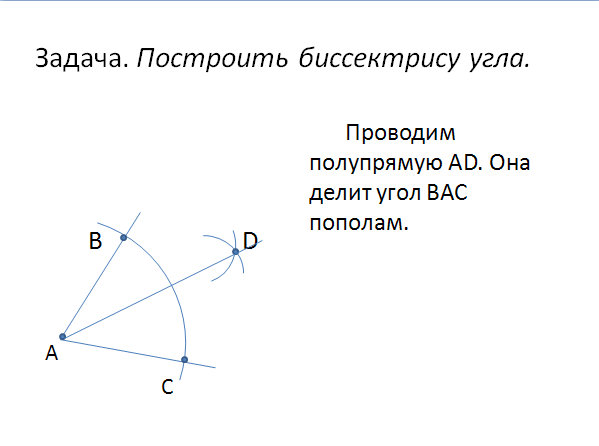 Задача. Построить биссектрису угла.
Проводим
полупрямую AD. Она
делит угол BAC
пополам.
B
D
A
C